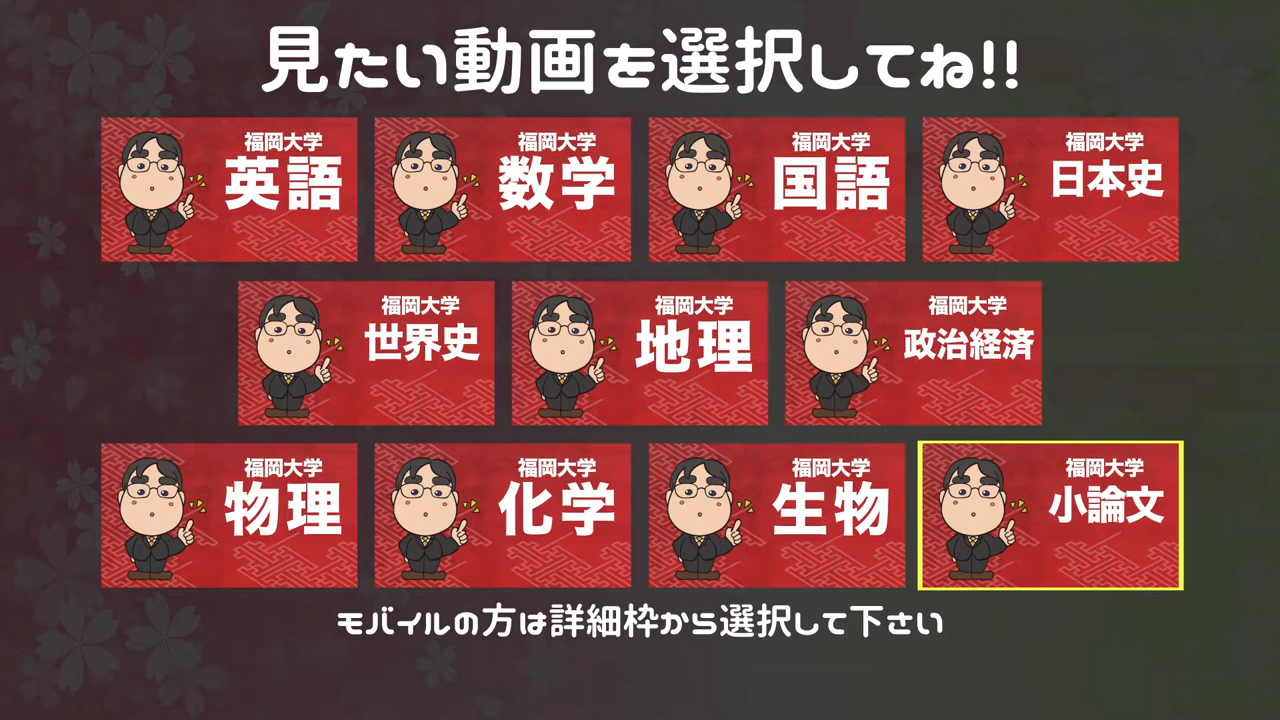 見たい動画を選択してね!!
福岡大学
英語
福岡大学
数学
福岡大学
国語
福岡大学
日本史
福岡大学
世界史
福岡大学
地理
福岡大学
政治経済
福岡大学
物理
福岡大学
化学
福岡大学
生物
福岡大学
小論文
モバイルの方は詳細枠から選択して下さい